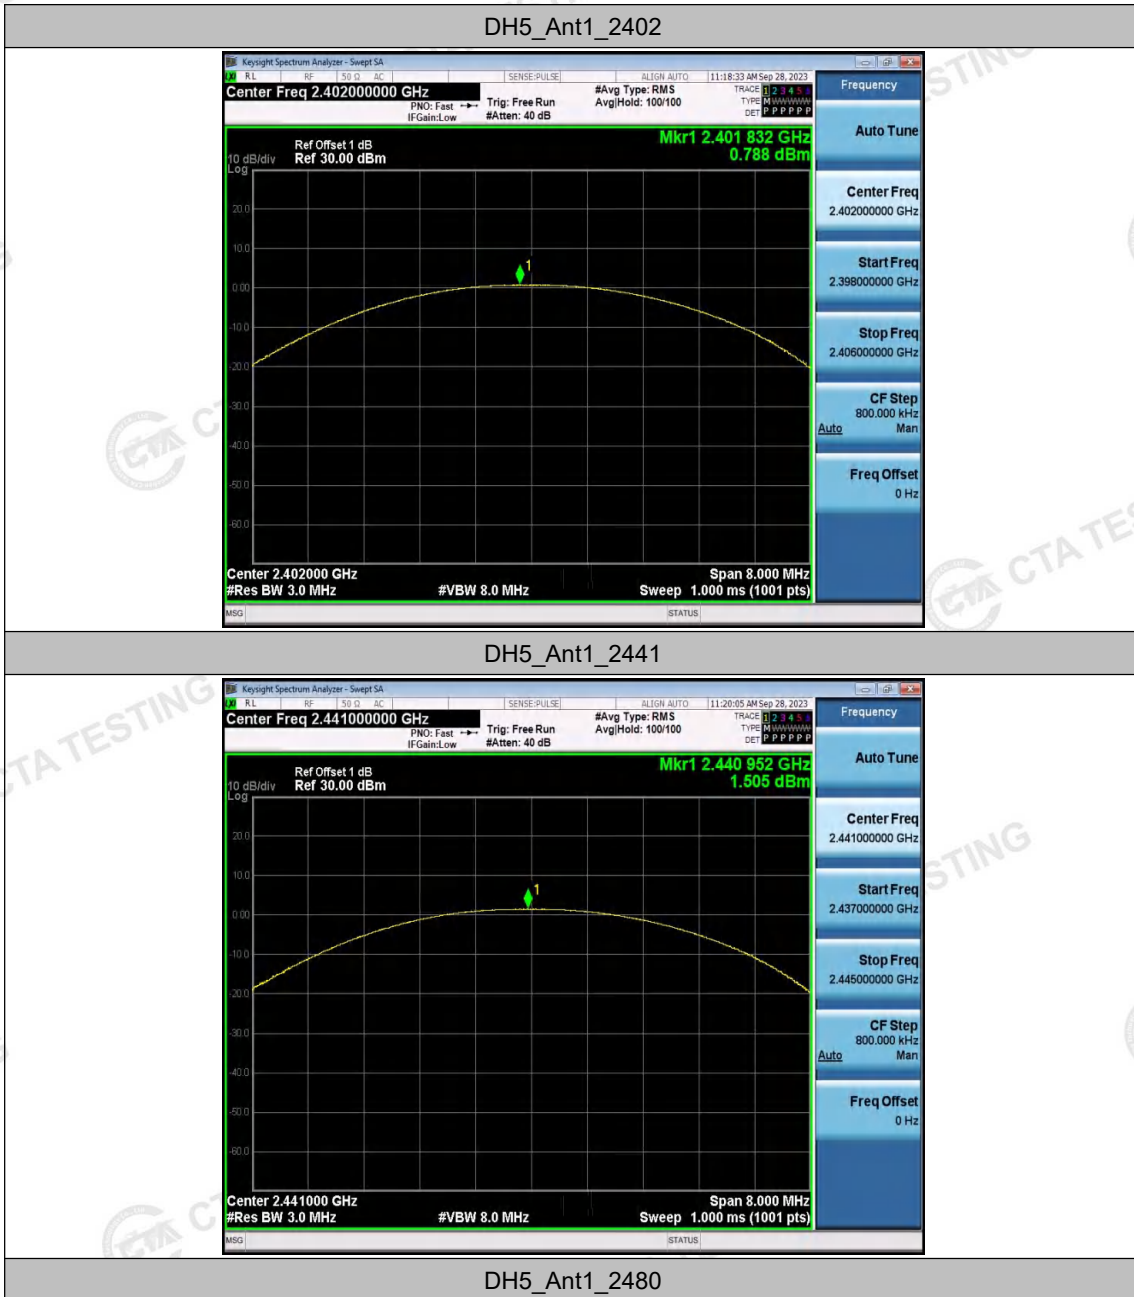 DH5_Ant1_2402
Keysight Spectrum Analyzer - Swept SA
RL RF 50 Ω AC SENSE:PULSE ALIGN AUTO 11:18:33 AM Sep 28, 2023
Center Freq 2.402000000 GHz #Avg Type: RMS TRACE 1 2 3 4 5 6
PNO: Fast Trig: Free Run Avg|Hold: 100/100 TYPE M WWWWW
IFGain:Low #Atten: 40 dB DET P P P P P P
Mkr1 2.401 832 GHz
0.788 dBm
Ref Offset 1 dB
10 dB/div Ref 30.00 dBm
Log
20.0
10.0
1
0.00
-10.0
-20.0
-30.0
-40.0
-50.0
-60.0
Center 2.402000 GHz Span 8.000 MHz
#Res BW 3.0 MHz #VBW 8.0 MHz Sweep 1.000 ms (1001 pts)
MSG STATUS
Frequency
Auto Tune
Center Freq
2.402000000 GHz
Start Freq
2.398000000 GHz
Stop Freq
2.406000000 GHz
CF Step
800.000 kHz
Auto Man
Freq Offset
0 Hz
DH5_Ant1_2441
Keysight Spectrum Analyzer - Swept SA
RL RF 50 Ω AC SENSE:PULSE ALIGN AUTO 11:20:05 AM Sep 28, 2023
Center Freq 2.441000000 GHz #Avg Type: RMS TRACE 1 2 3 4 5 6
PNO: Fast Trig: Free Run Avg|Hold: 100/100 TYPE M WWWWW
IFGain:Low #Atten: 40 dB DET P P P P P P
Mkr1 2.440 952 GHz
1.505 dBm
Ref Offset 1 dB
10 dB/div Ref 30.00 dBm
Log
20.0
10.0
1
0.00
-10.0
-20.0
-30.0
-40.0
-50.0
-60.0
Center 2.441000 GHz Span 8.000 MHz
#Res BW 3.0 MHz #VBW 8.0 MHz Sweep 1.000 ms (1001 pts)
MSG STATUS
Frequency
Auto Tune
Center Freq
2.441000000 GHz
Start Freq
2.437000000 GHz
Stop Freq
2.445000000 GHz
CF Step
800.000 kHz
Auto Man
Freq Offset
0 Hz
DH5_Ant1_2480
CTA TESTING